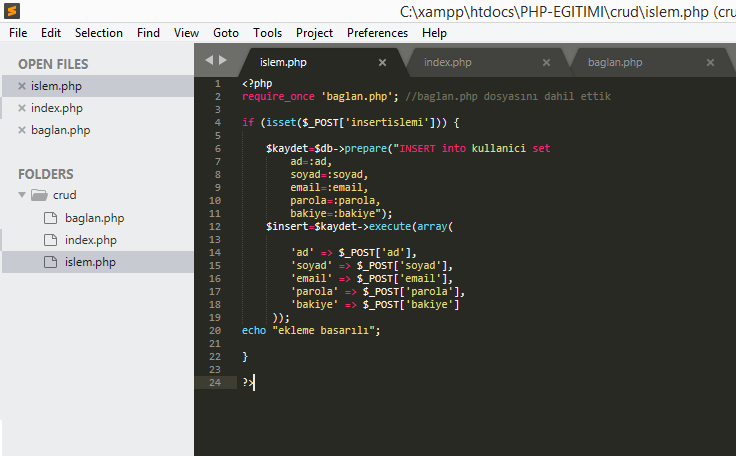 C:\xampp\htdocs\PHP-EGITIMI\crud\islem.php (cru
File Edit Selection Find View Goto Tools Project Preferences Help
OPEN FILES
islem.php
index.php
baglan.php
FOLDERS
crud
baglan.php
index.php
islem.php
islem.php index.php baglan.php
1 <?php
2 require_once 'baglan.php'; //baglan.php dosyasını dahil ettik
3
4 if (isset($_POST['insertislemi'])) {
5
6 $kaydet=$db->prepare("INSERT into kullanici set
7 ad=:ad,
8 soyad=:soyad,
9 email=:email,
10 parola=:parola,
11 bakiye=:bakiye");
12 $insert=$kaydet->execute(array(
13
14 'ad' => $_POST['ad'],
15 'soyad' => $_POST['soyad'],
16 'email' => $_POST['email'],
17 'parola' => $_POST['parola'],
18 'bakiye' => $_POST['bakiye']
19 ));
20 echo "ekleme basarılı";
21
22 }
23
24 ?>